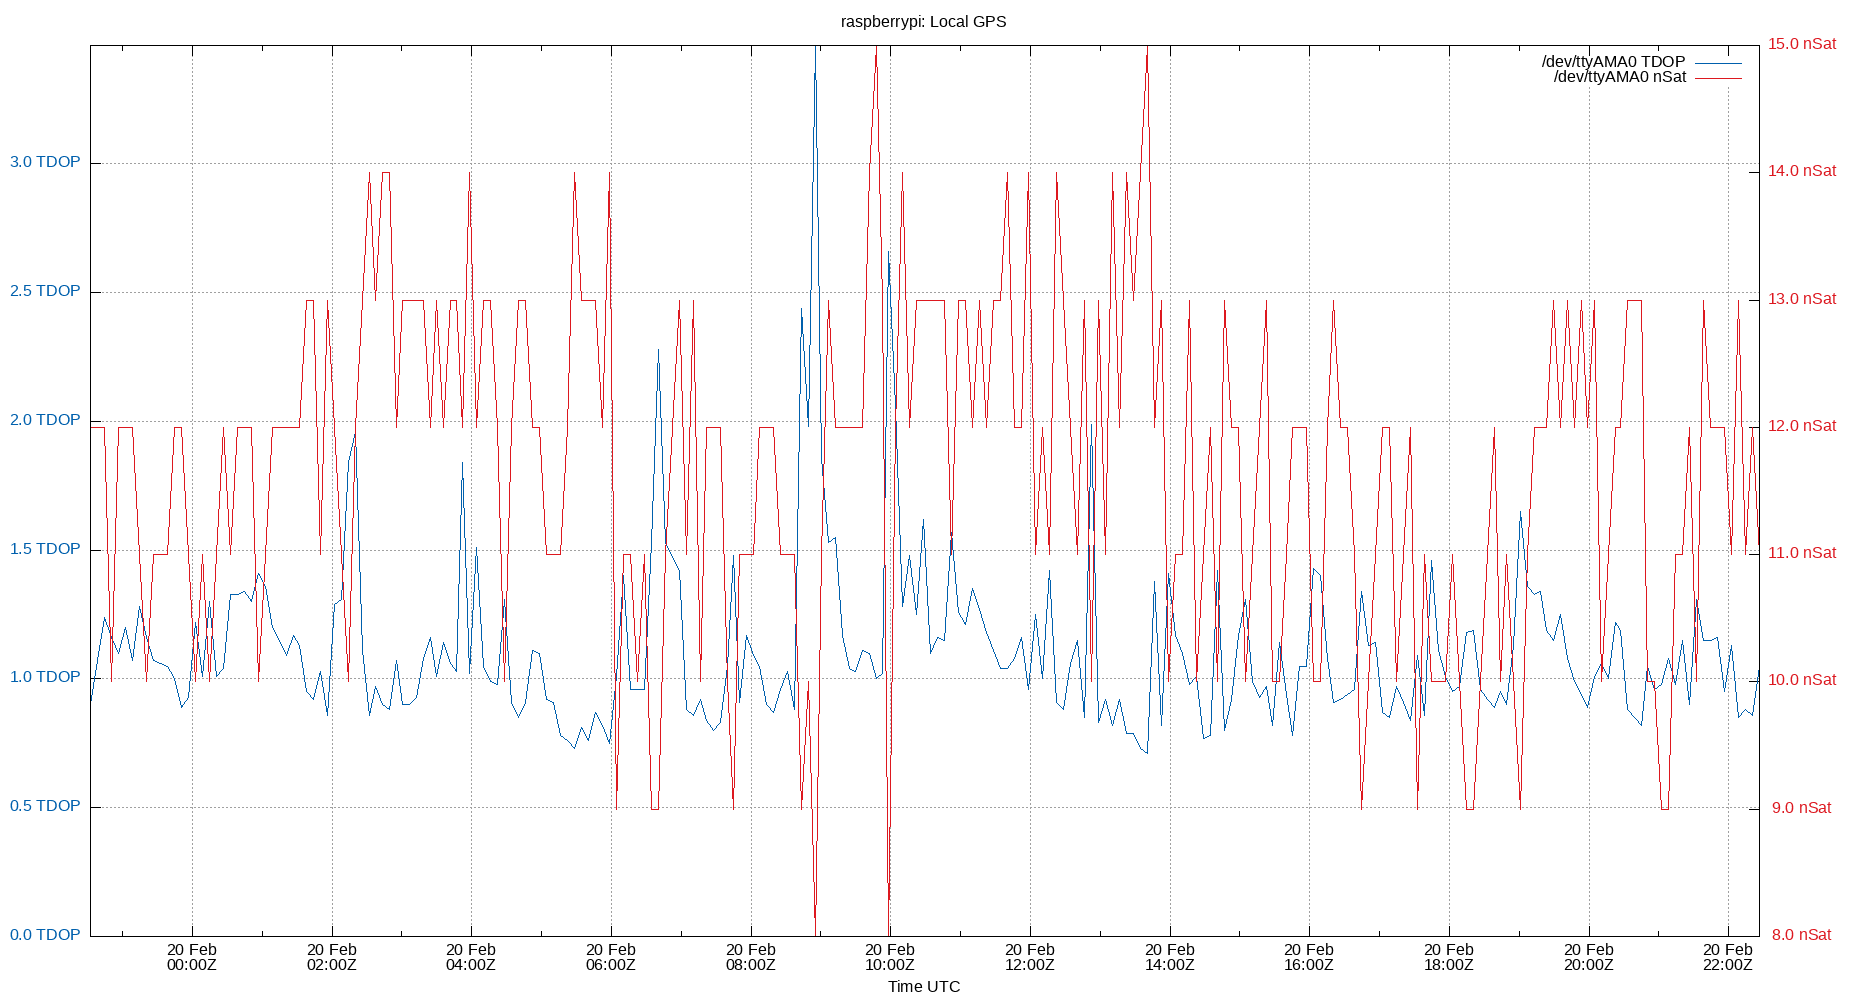 raspberrypi: Local GPS
/dev/ttyAMA0 TDOP
/dev/ttyAMA0 nSat
3.0 TDOP
2.5 TDOP
2.0 TDOP
1.5 TDOP
1.0 TDOP
0.5 TDOP
0.0 TDOP
15.0 nSat
14.0 nSat
13.0 nSat
12.0 nSat
11.0 nSat
10.0 nSat
9.0 nSat
8.0 nSat
20 Feb
00:00Z
20 Feb
02:00Z
20 Feb
04:00Z
20 Feb
06:00Z
20 Feb
08:00Z
20 Feb
10:00Z
20 Feb
12:00Z
20 Feb
14:00Z
20 Feb
16:00Z
20 Feb
18:00Z
20 Feb
20:00Z
20 Feb
22:00Z
Time UTC